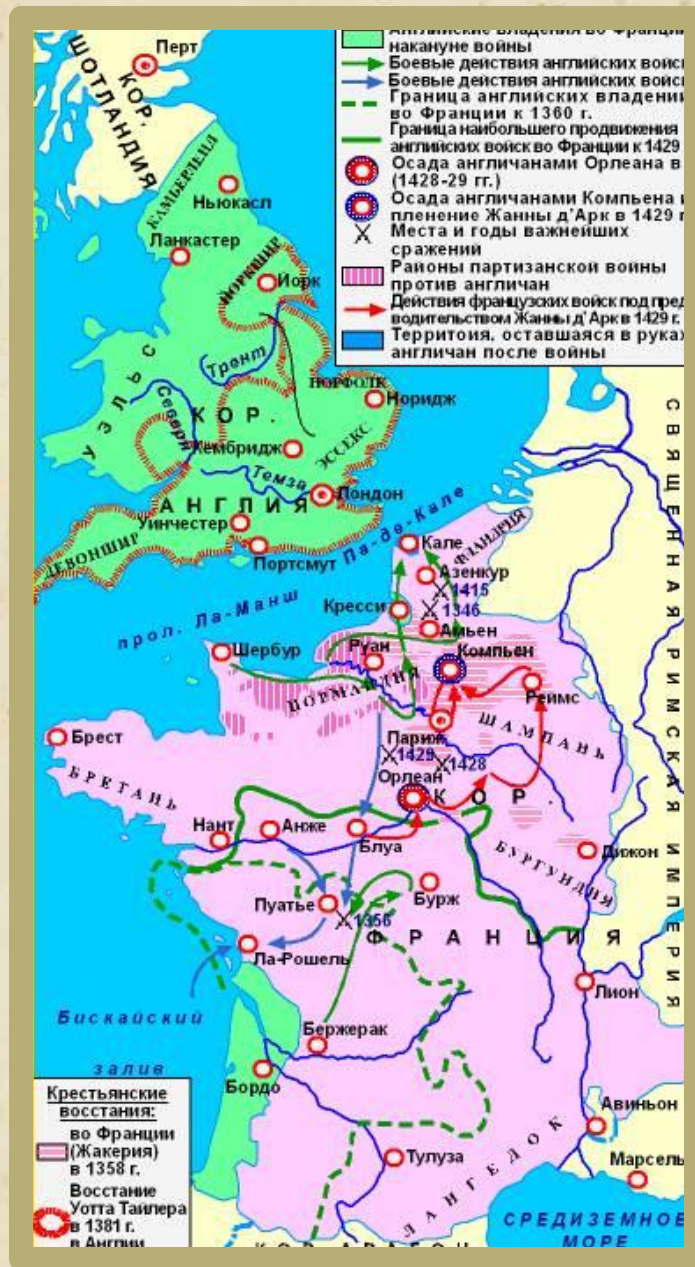 Английские владения во Франции
накануне войны
Боевые действия английских войск
Боевые действия английских войск
Граница английских владений
во Франции к 1360 г.
Граница наибольшего продвижения
английских войск во Франции к 1429
Осада англичанами Орлеана в
(1428-29 гг.)
Осада англичанами Компьена и
пленение Жанны д'Арк в 1429 г
Места и годы важнейших
сражений
Районы партизанской войны
против англичан
Действия французских войск под пред
водительством Жанны д'Арк в 1429 г.
Территоия, оставшаяся в руках
англичан после войны
КОР.
ШОТЛАНДИЯ
Перт
КАМБЕРЛЕНД
Ньюкасл
Ланкастер
ЙОРКШИР
Йорк
Трент
УЭЛЬС
Северн
НОРФОЛК
Норидж
КОР.
Кембридж
ЭССЕКС
Темза
АНГЛИЯ
Лондон
Уинчестер
ДЕВОНШИР
Портсмут
Па-де-Кале
прол. Ла-Манш
СВЯЩЕННАЯ РИМСКАЯ ИМПЕРИЯ
Кале
ФЛАНДРИЯ
Азенкур
1415
Кресси
1346
Амьен
Шербур
Руан
Компьен
НОРМАНДИЯ
Реймс
ШАМПАНЬ
Париж
Брест
1429
1428
БРЕТАНЬ
Орлеан
КОР.
Нант
Анже
Блуа
БУРГУНДИЯ
Дижон
Пуатье
Бурж
1356
ФРАНЦИЯ
Ла-Рошель
Лион
Бискайский
залив
Бержерак
Бордо
Авиньон
Тулуза
ЛАНГЕДОК
Марсель
СРЕДИЗЕМНОЕ
МОРЕ
Крестьянские
восстания:
во Франции
(Жакерия)
в 1358 г.
Восстание
Уотта Тайлера
в 1381 г.
в Англии